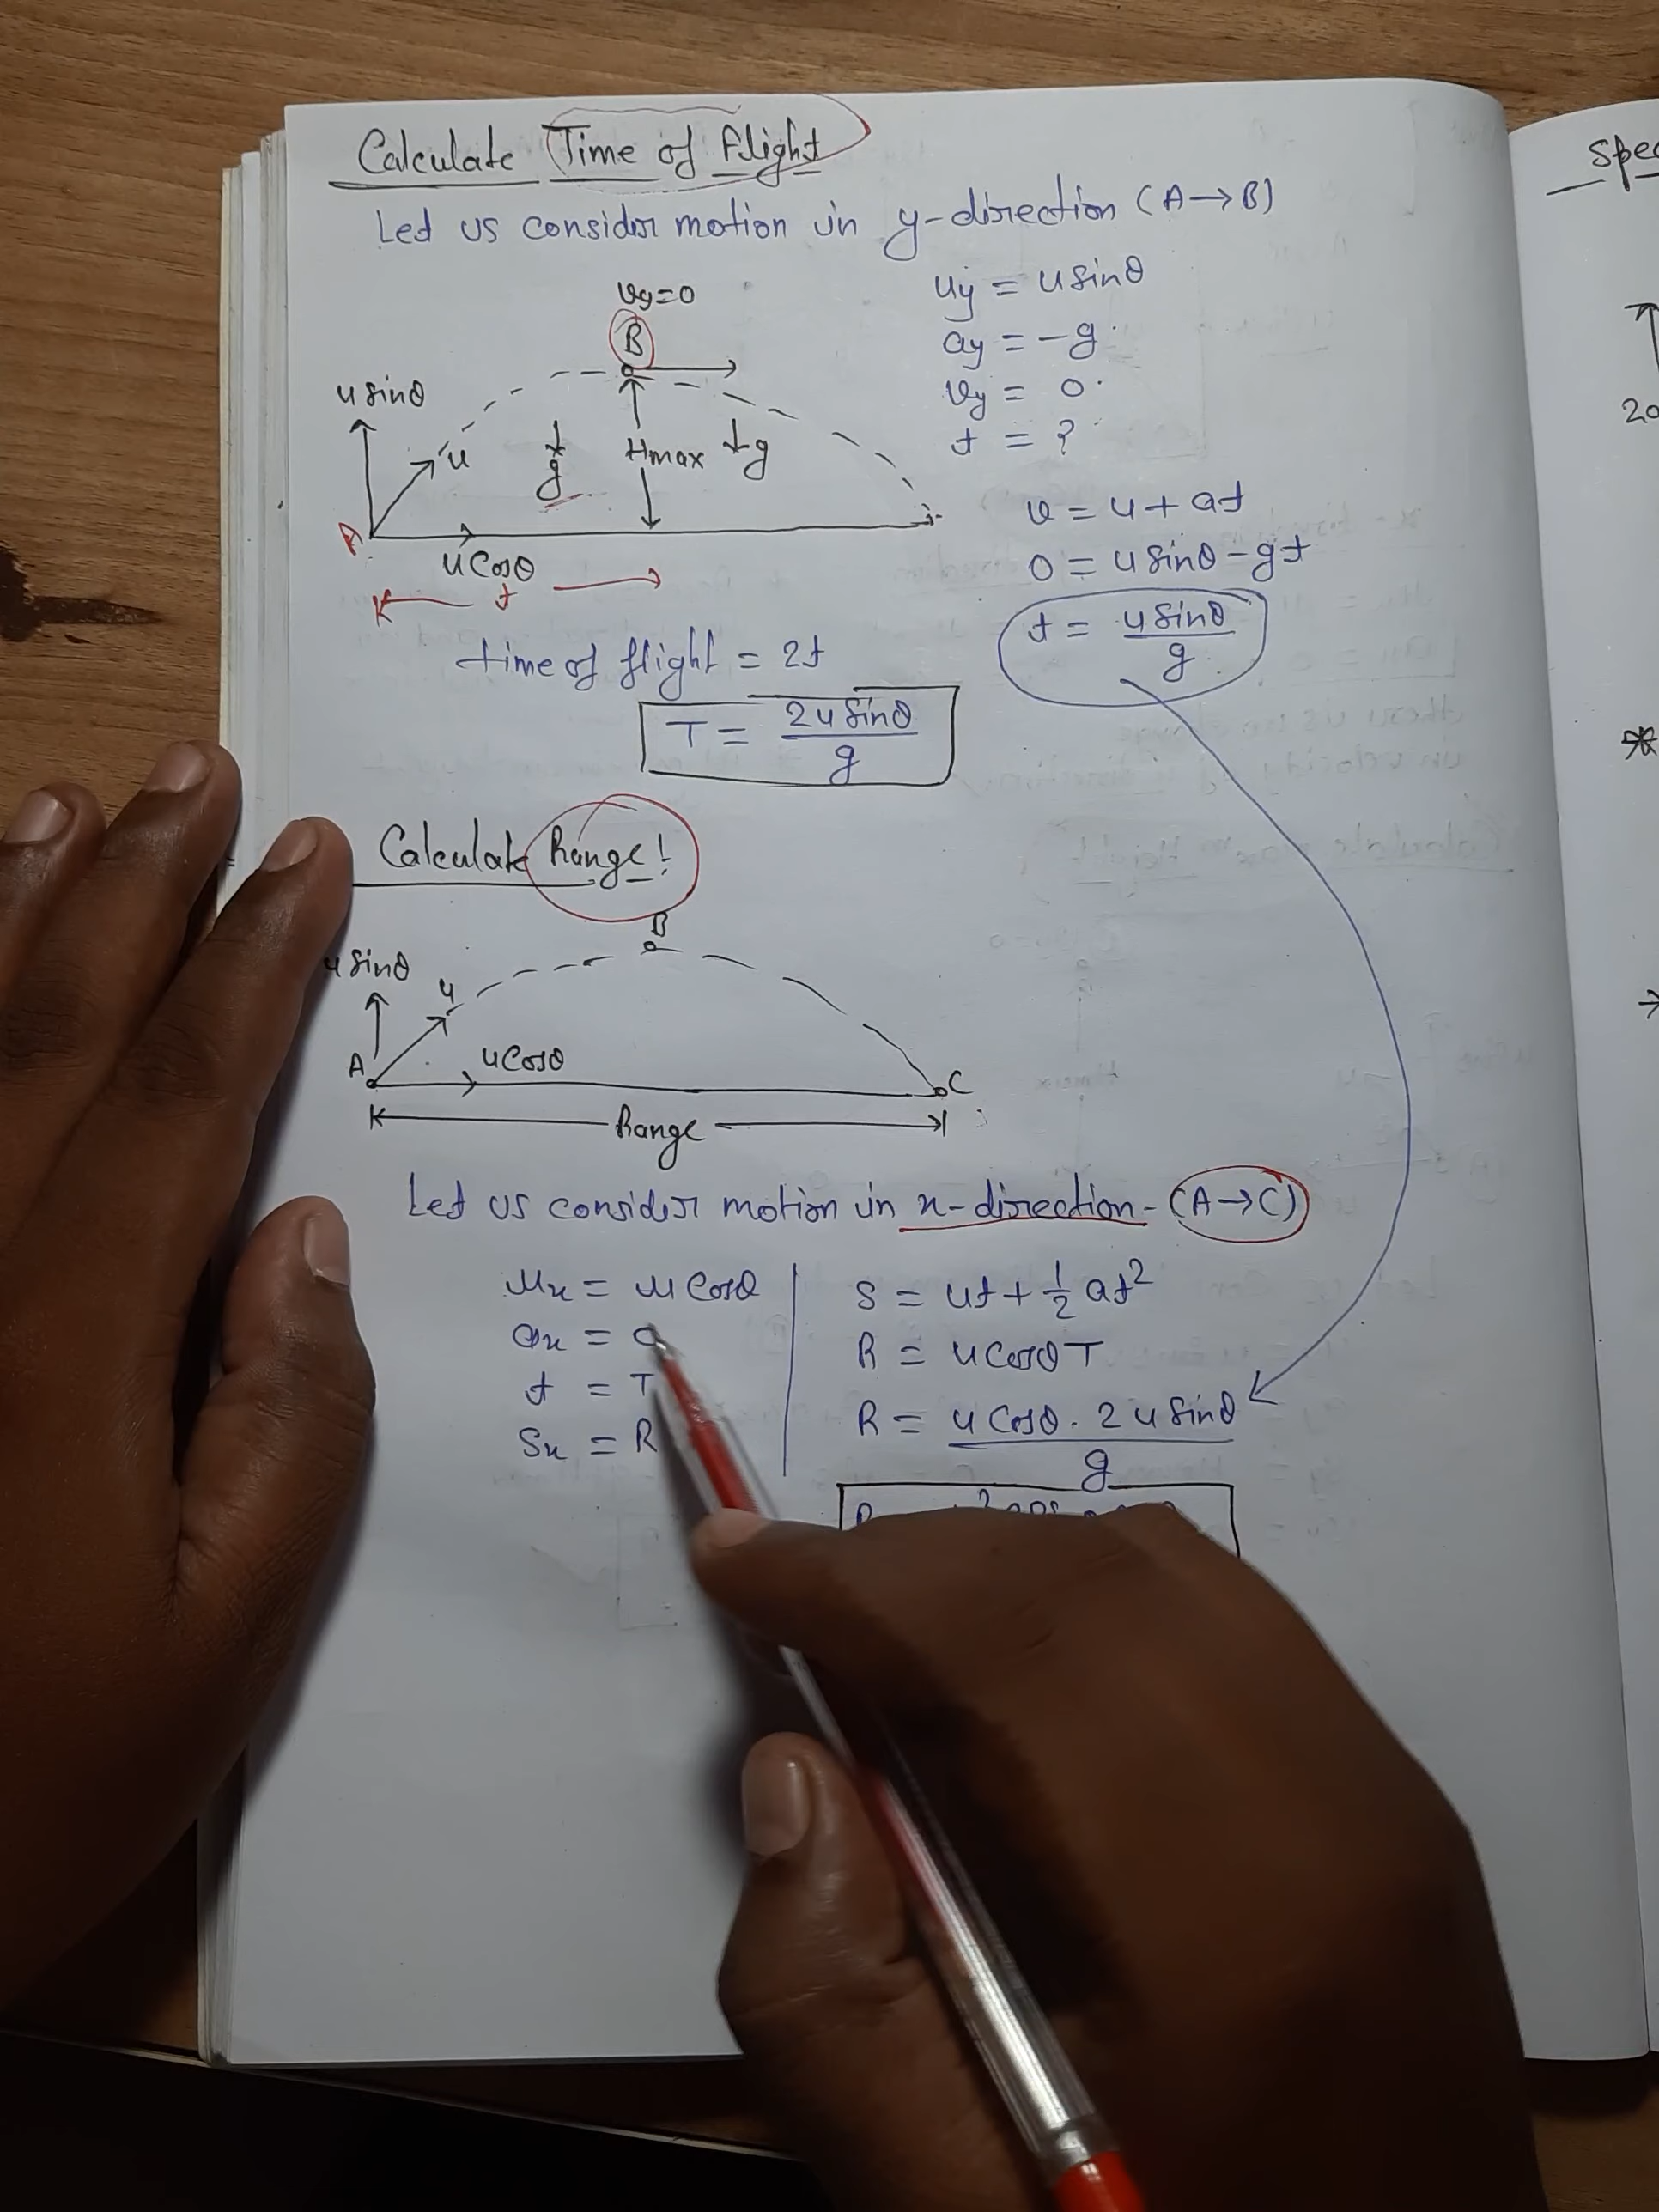 Calculate Time of flight
Let us consider motion in y-direction (A→B)
vy=0
B
u sinθ
u
g
Hmax
g
A
u Cosθ
t
uy = u sinθ
ay = -g
vy = 0
t = ?
v = u + at
0 = u sinθ - gt
t = u sinθ / g
time of flight = 2t
T = 2u sinθ / g
Calculate Range!
B
u sinθ
u
A
u Cosθ
C
Range
Let us consider motion in x-direction - (A→C)
ux = u Cosθ
ax = 0
t = T
Sx = R
S = ut + 1/2 at²
R = u Cosθ T
R = u Cosθ . 2 u sinθ / g
20